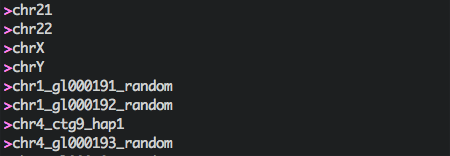 >chr21
>chr22
>chrX
>chrY
>chr1_gl000191_random
>chr1_gl000192_random
>chr4_ctg9_hap1
>chr4_gl000193_random